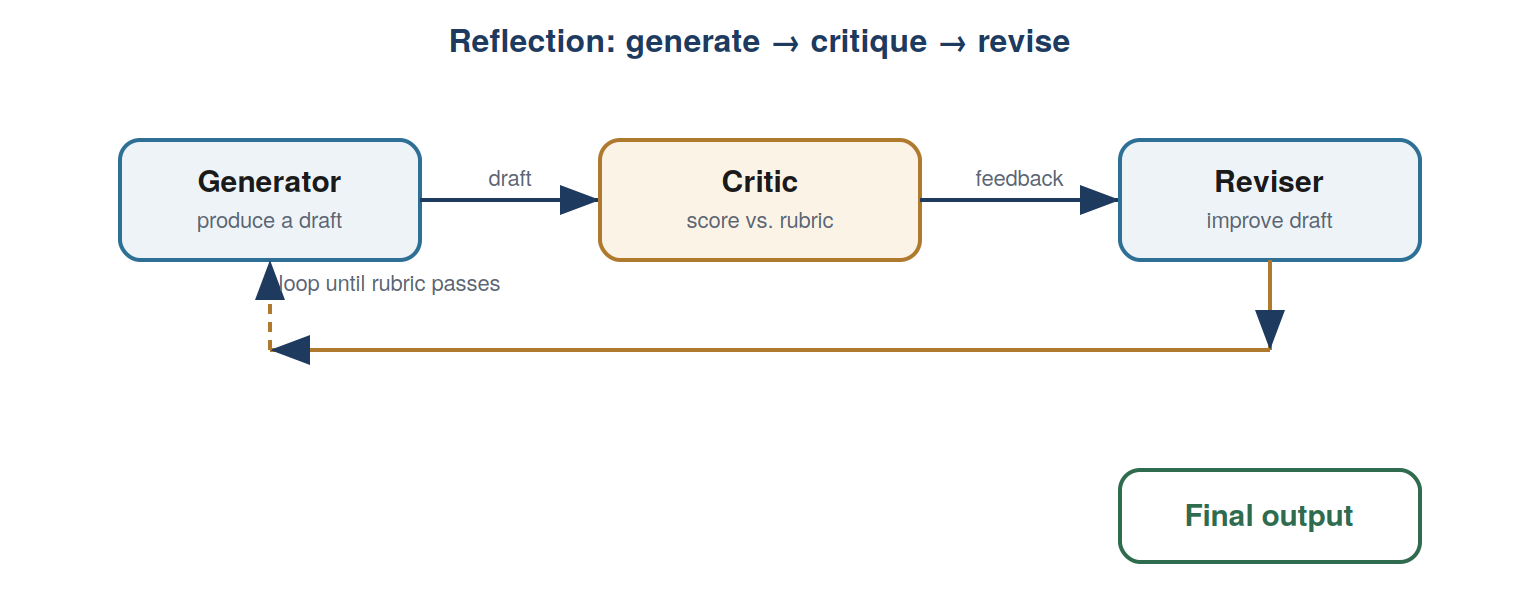 Reflection: generate → critique → revise
Generator
produce a draft
draft
Critic
score vs. rubric
feedback
Reviser
improve draft
loop until rubric passes
Final output